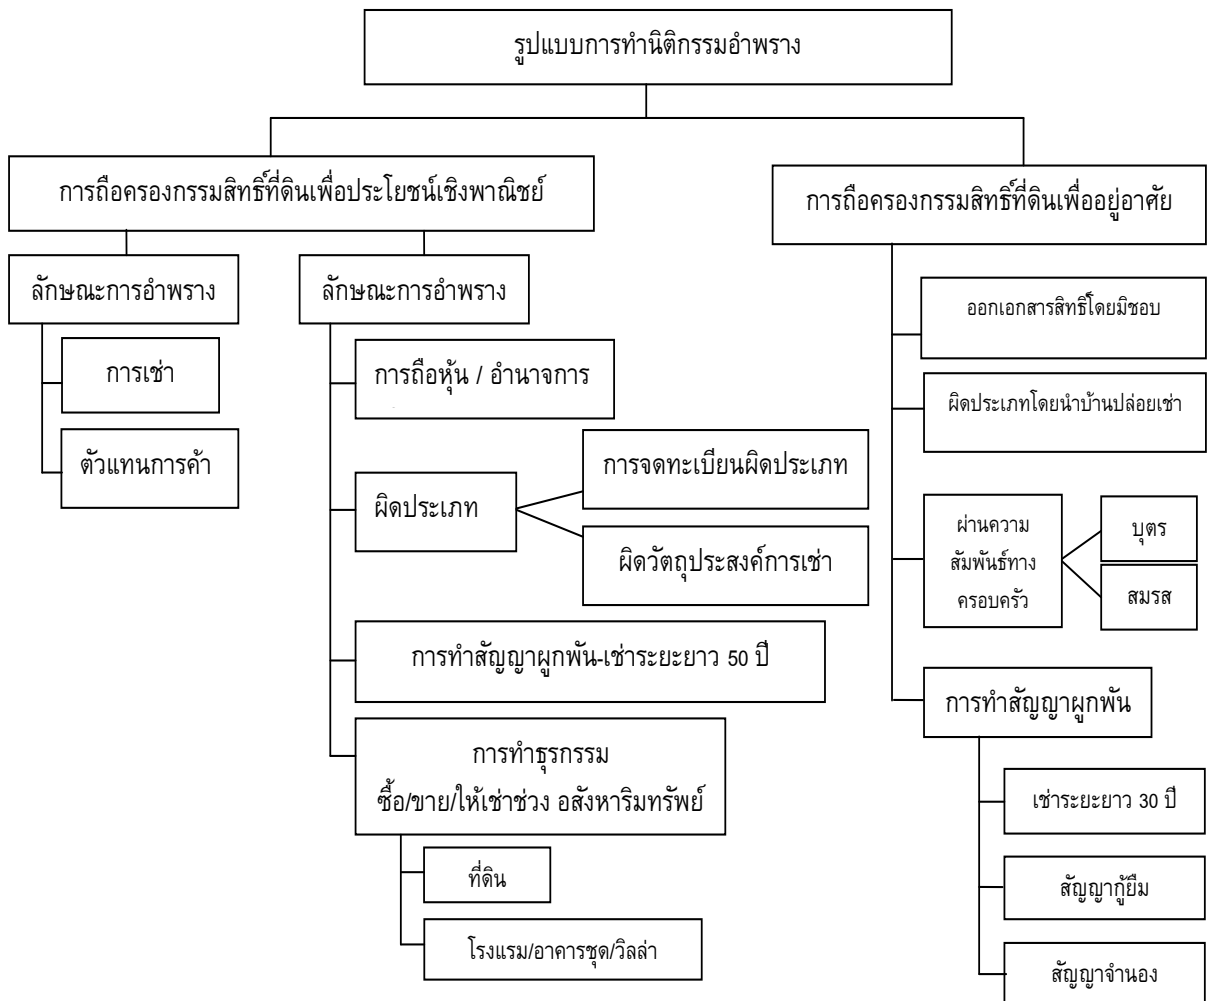 รูปแบบการทำนิติกรรมอำพราง
การถือครองกรรมสิทธิ์ที่ดินเพื่อประโยชน์เชิงพาณิชย์
ลักษณะการอำพราง
การเช่า
ตัวแทนการค้า
ลักษณะการอำพราง
การถือหุ้น / อำนาจการ
ผิดประเภท
การจดทะเบียนผิดประเภท
ผิดวัตถุประสงค์การเช่า
การทำสัญญาผูกพัน-เช่าระยะยาว 50 ปี
การทำธุรกรรม
ซื้อ/ขาย/ให้เช่าช่วง อสังหาริมทรัพย์
ที่ดิน
โรงแรม/อาคารชุด/วิลล่า
การถือครองกรรมสิทธิ์ที่ดินเพื่ออยู่อาศัย
ออกเอกสารสิทธิ์โดยมิชอบ
ผิดประเภทโดยนำบ้านปล่อยเช่า
ผ่านความ
สัมพันธ์ทาง
ครอบครัว
บุตร
สมรส
การทำสัญญาผูกพัน
เช่าระยะยาว 30 ปี
สัญญากู้ยืม
สัญญาจำนอง